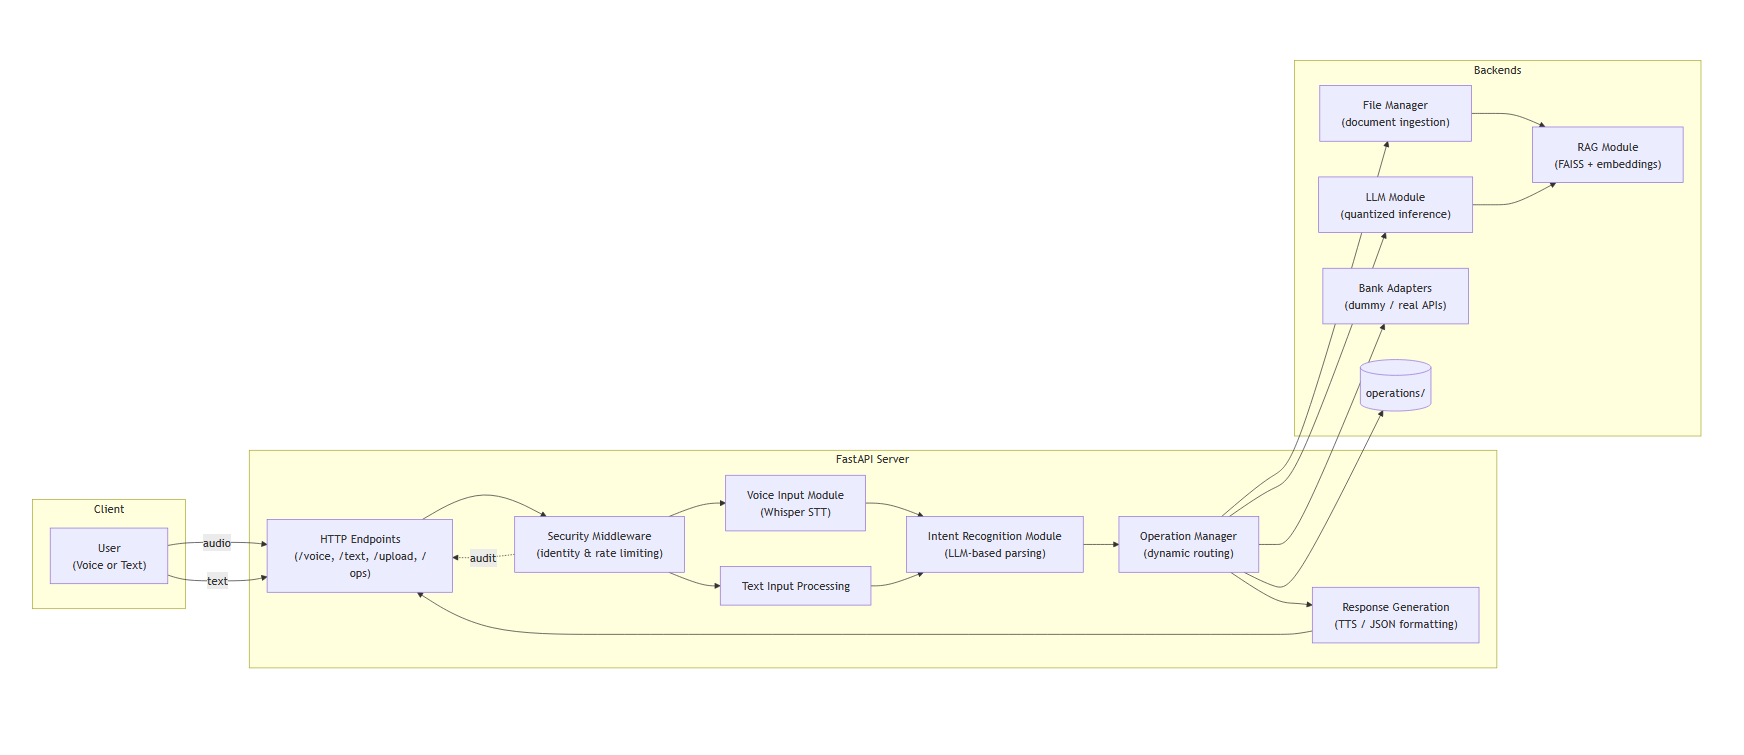 Backends
File Manager
(document ingestion)
RAG Module
(FAISS + embeddings)
LLM Module
(quantized inference)
Bank Adapters
(dummy / real APIs)
operations/
FastAPI Server
Client
User
(Voice or Text)
audio
text
HTTP Endpoints
(/voice, /text, /upload, /
ops)
audit
Security Middleware
(identity & rate limiting)
Voice Input Module
(Whisper STT)
Text Input Processing
Intent Recognition Module
(LLM-based parsing)
Operation Manager
(dynamic routing)
Response Generation
(TTS / JSON formatting)